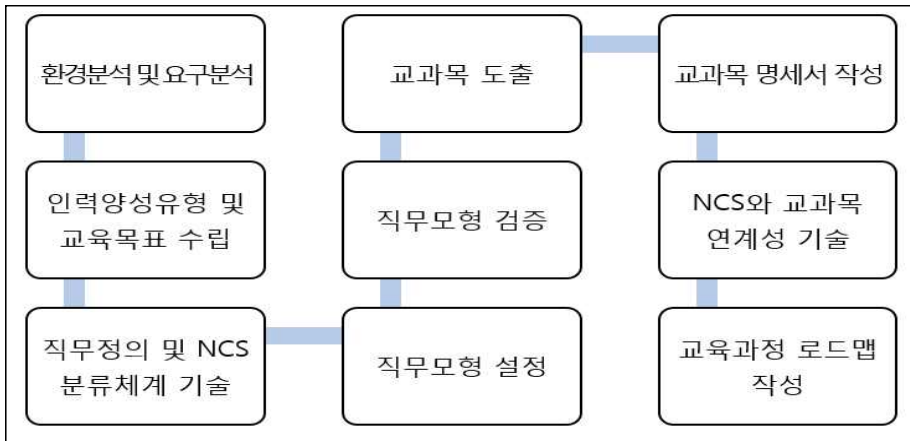 환경분석 및 요구분석
인력양성유형 및
교육목표 수립
직무정의 및 NCS
분류체계 기술
직무모형 설정
직무모형 검증
교과목 도출
교과목 명세서 작성
NCS와 교과목
연계성 기술
교육과정 로드맵
작성